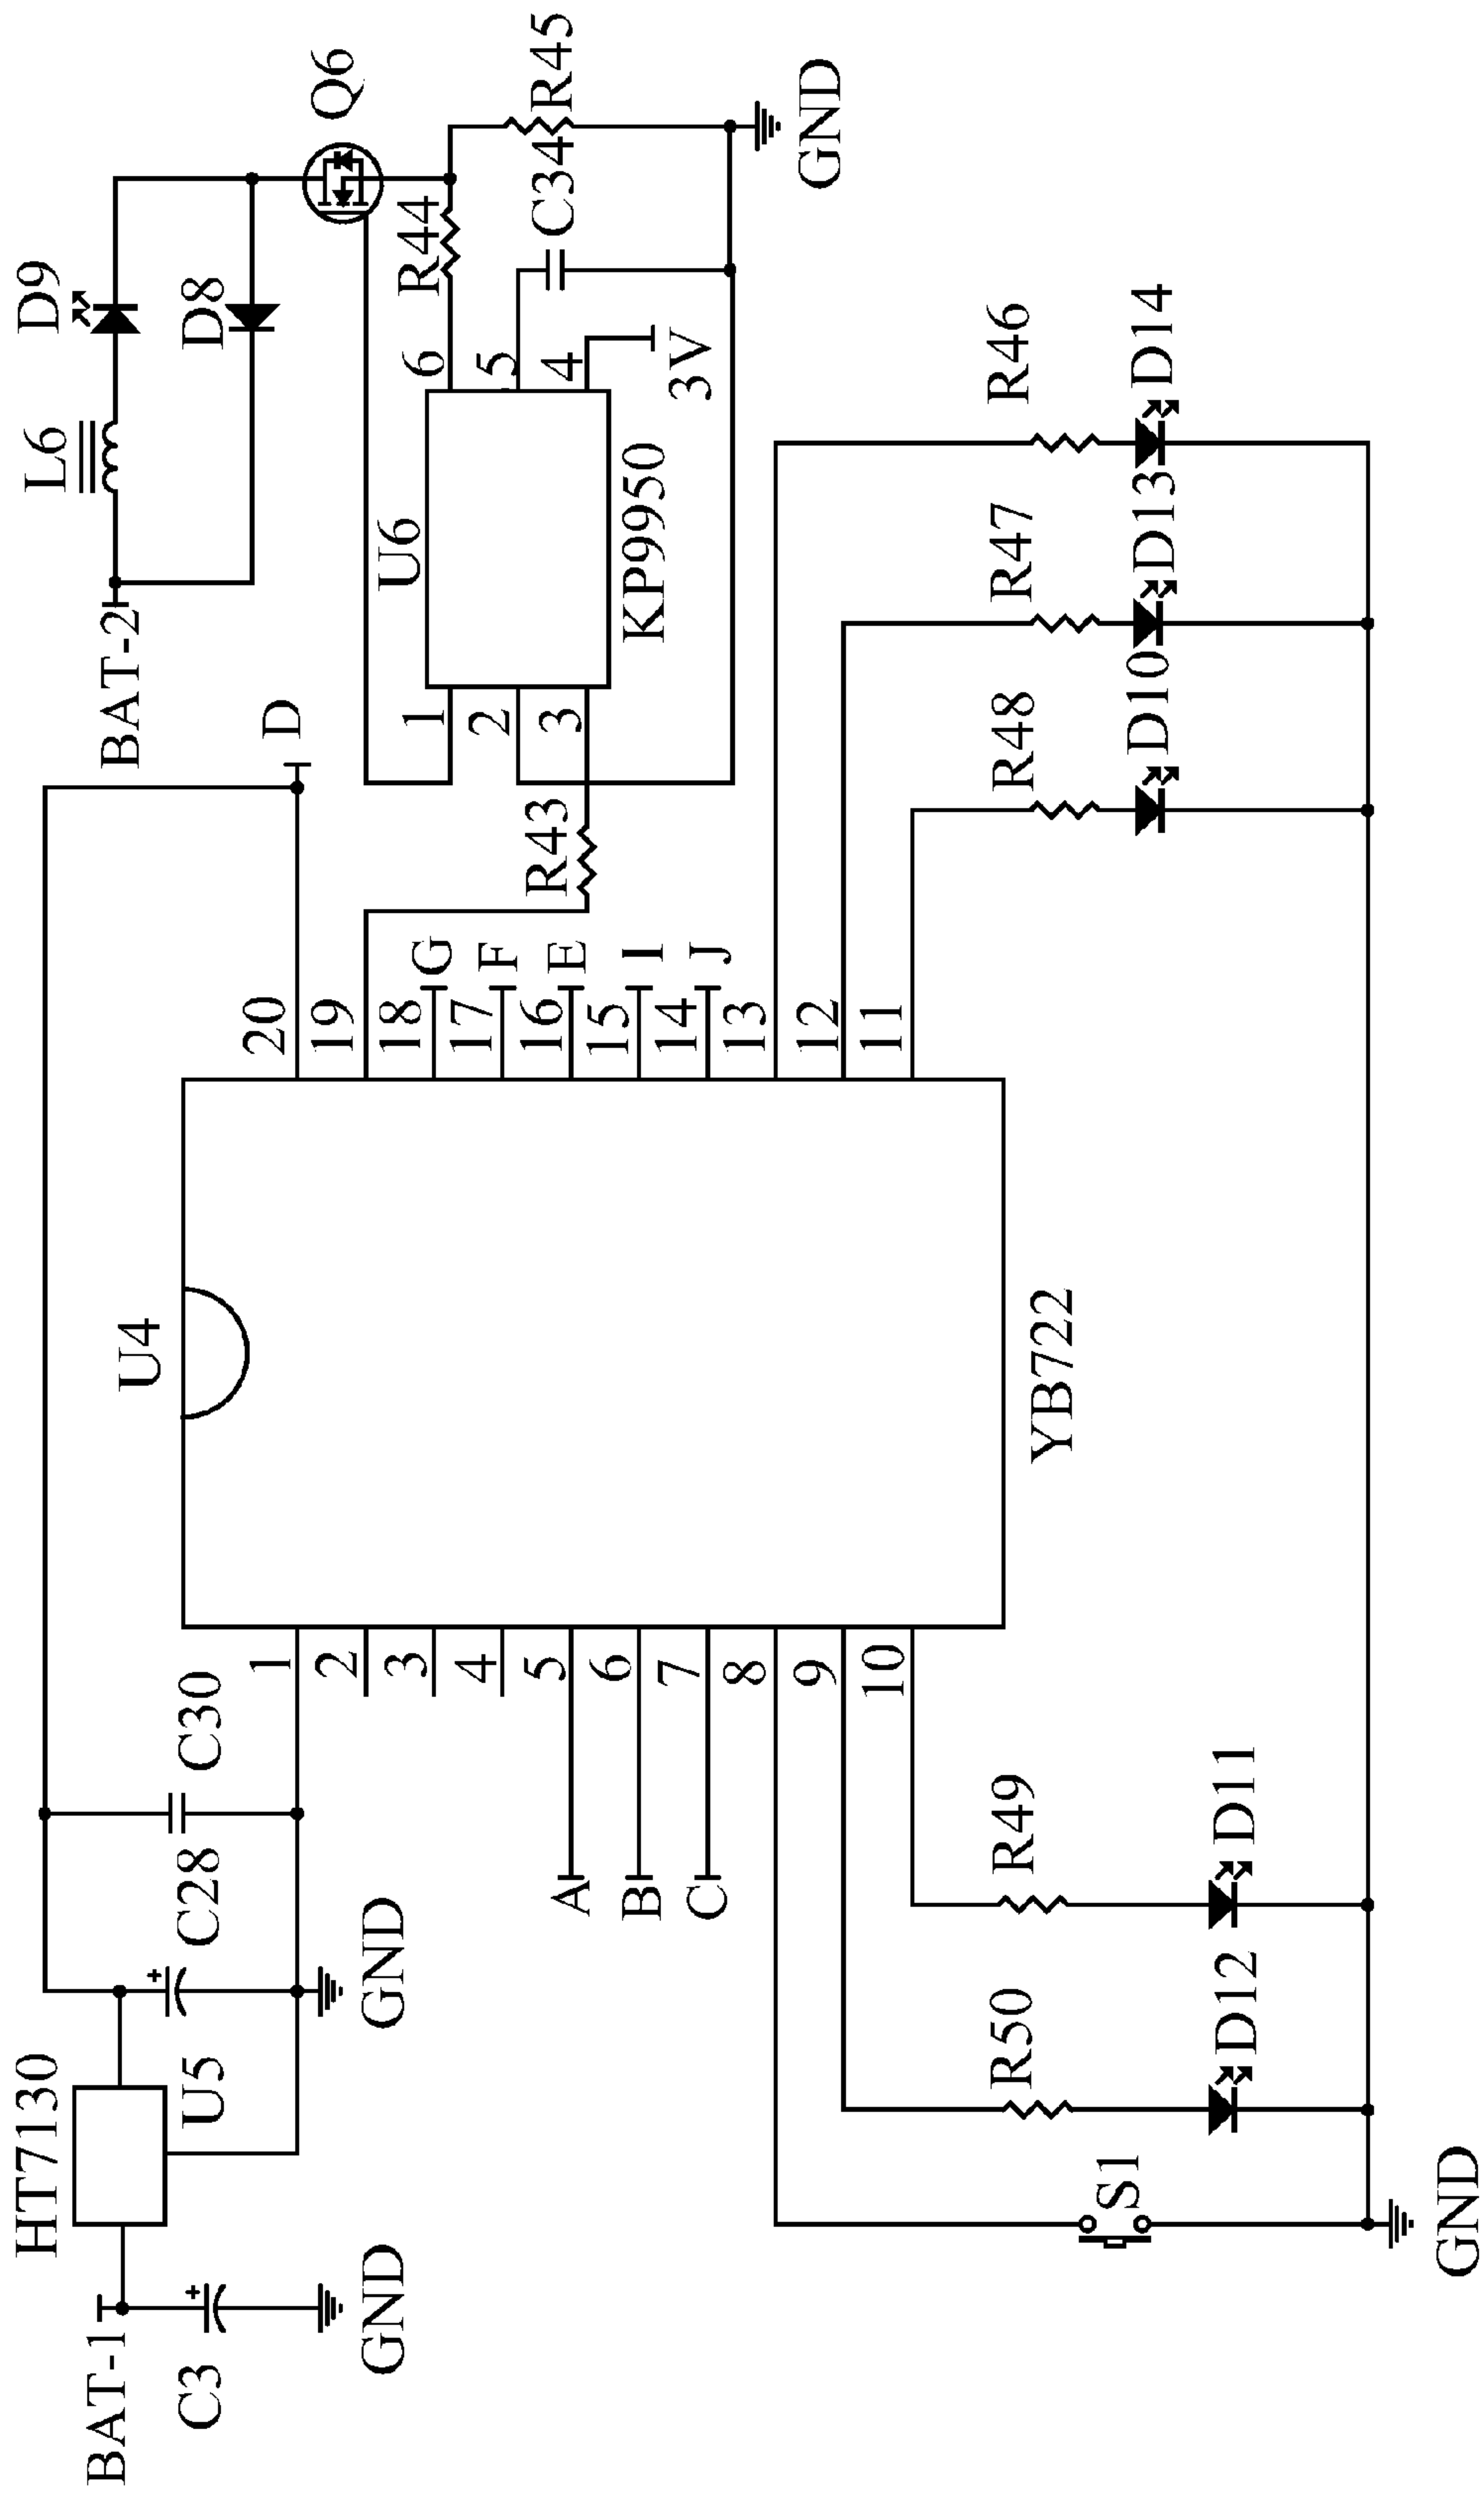 HT7130
U5
BAT-1
C3
GND
C28
C30
GND
U4
YB722
1
2
3
4
5
6
7
8
9
10
A
B
C
20
19
18
17
16
15
14
13
12
11
D
G
F
E
I
J
BAT-2
L6
D9
D8
Q6
U6
KP9950
1
2
3
6
5
4
R43
R44
C34
R45
3V
GND
R50
R49
R48
R47
R46
D12
D11
D10
D13
D14
S1
GND